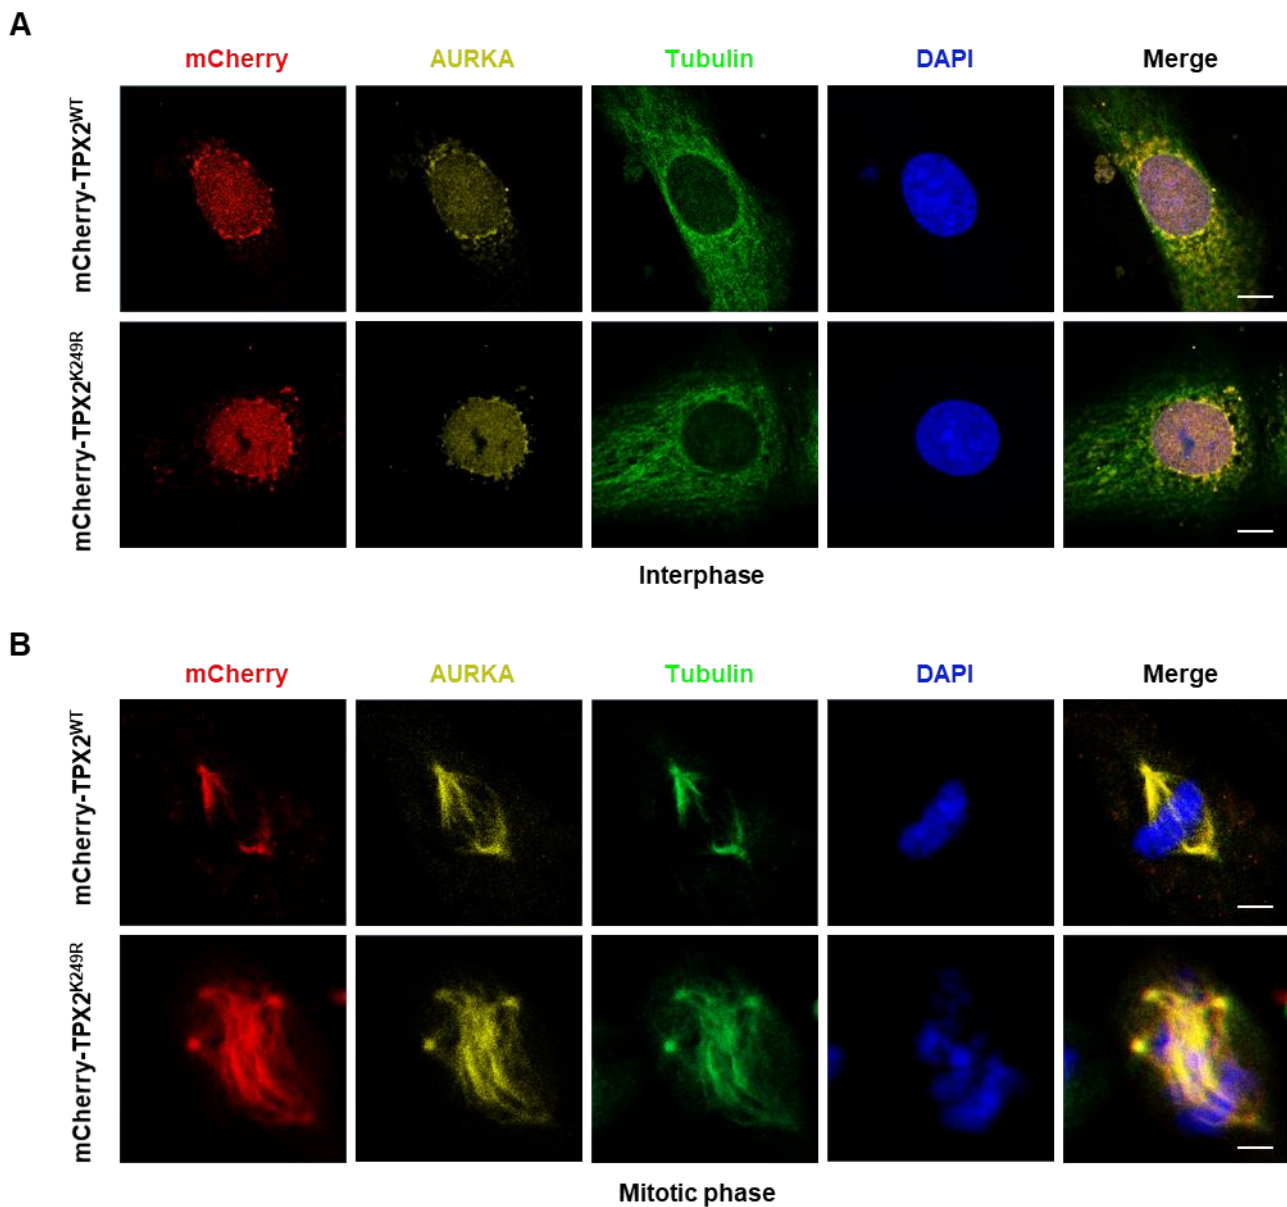 A
mCherry AURKA Tubulin DAPI Merge
mCherry-TPX2WT
mCherry-TPX2K249R
Interphase
B
mCherry AURKA Tubulin DAPI Merge
mCherry-TPX2WT
mCherry-TPX2K249R
Mitotic phase